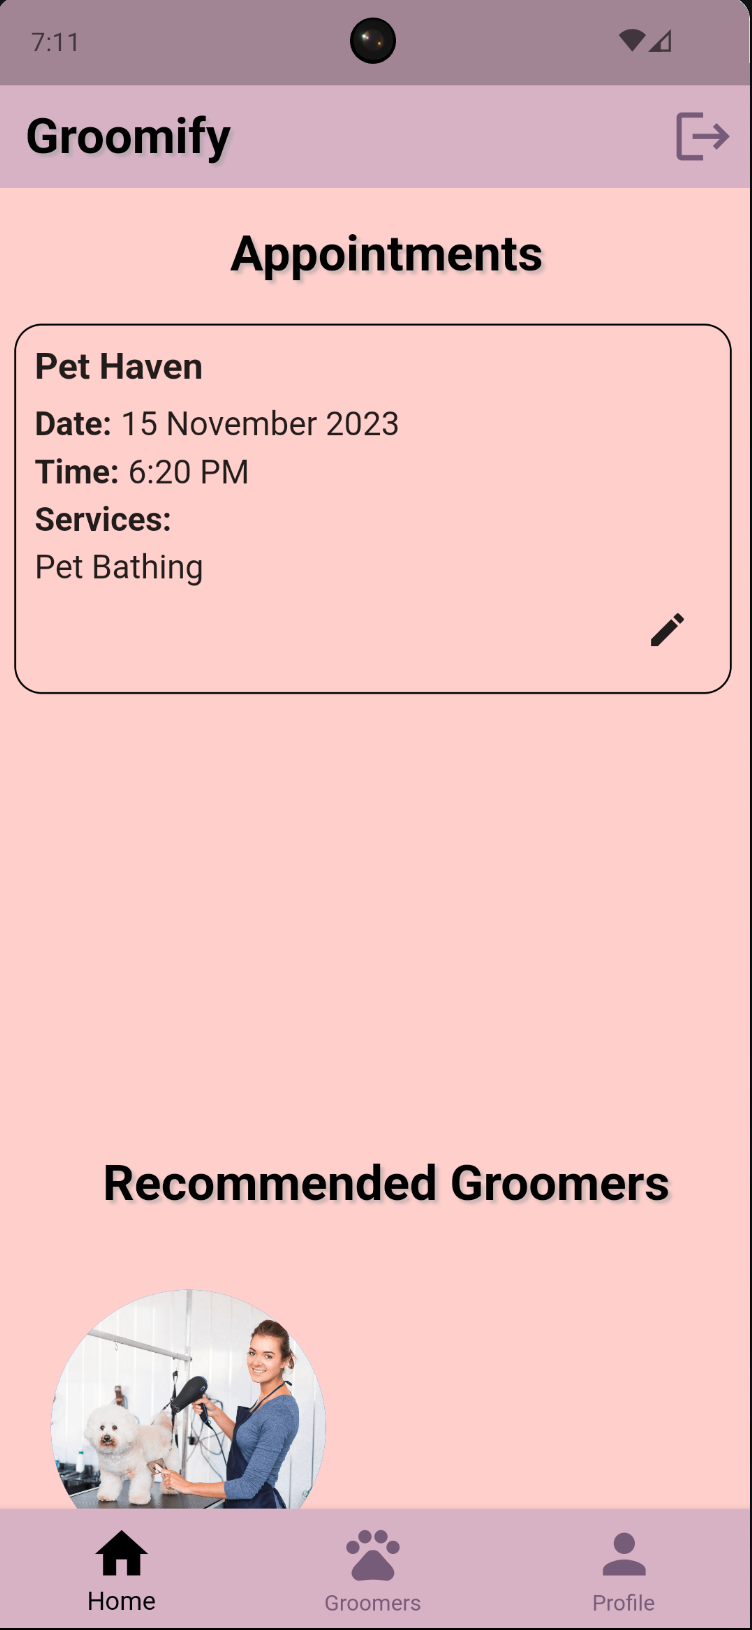 7:11
Groomify
Appointments
Pet Haven
Date: 15 November 2023
Time: 6:20 PM
Services:
Pet Bathing
Recommended Groomers
Home
Groomers
Profile